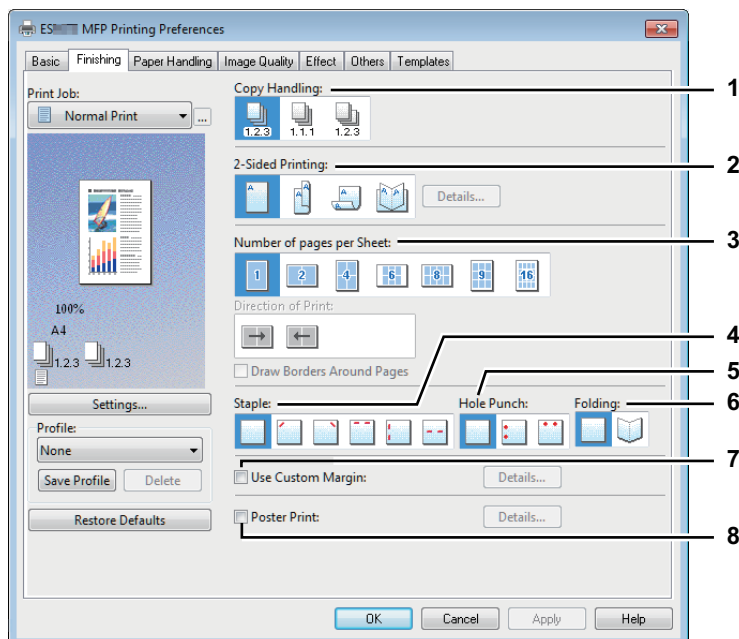 ES MFP Printing Preferences
Basic Finishing Paper Handling Image Quality Effect Others Templates
Print Job:
Normal Print ...
100%
A4
1.2.3 1.2.3
Settings...
Profile:
None
Save Profile Delete
Restore Defaults
Copy Handling:
1.2.3 1.1.1 1.2.3
2-Sided Printing:
A A A A A
Details...
Number of pages per Sheet:
1 2 4 6 8 9 16
Direction of Print:
Draw Borders Around Pages
Staple: Hole Punch: Folding:
Use Custom Margin: Details...
Poster Print: Details...
OK Cancel Apply Help
1
2
3
4
5
6
7
8